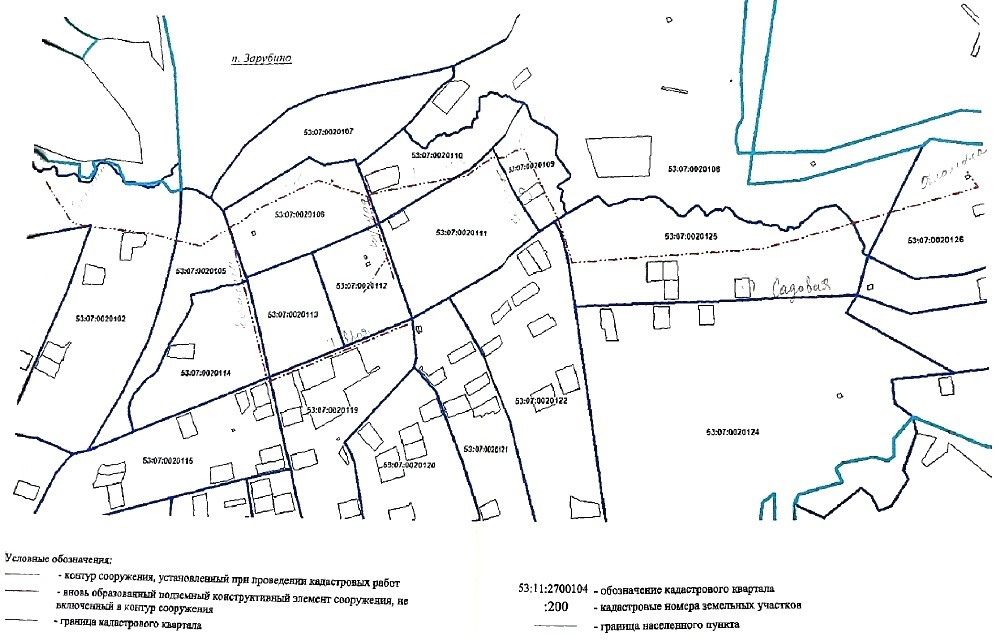 п. Зарубино
53:07:0020107
53:07:0020110
53:07:0020109
53:07:0020108
53:07:0020106
53:07:0020111
53:07:0020125
53:07:0020126
53:07:0020105
53:07:0020112
Садовая
53:07:0020102
53:07:0020113
53:07:0020114
53:07:0020119
53:07:0020122
53:07:0020124
53:07:0020121
53:07:0020115
53:07:0020120
Условные обозначения:
- контур сооружения, установленный при проведении кадастровых работ
- вновь образованный подземный конструктивный элемент сооружения, не
включенный в контур сооружения
- граница кадастрового квартала
53:11:2700104 - обозначение кадастрового квартала
:200 - кадастровые номера земельных участков
- граница населенного пункта